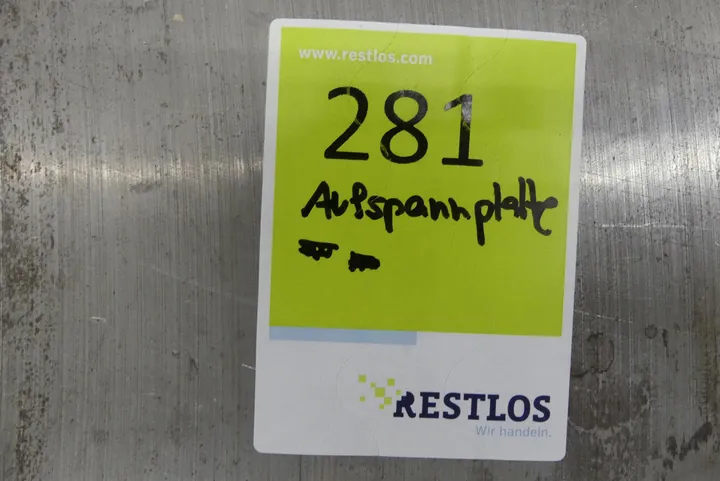 www.restlos.com
281
Aufspannplatte
RESTLOS
Wir handeln.